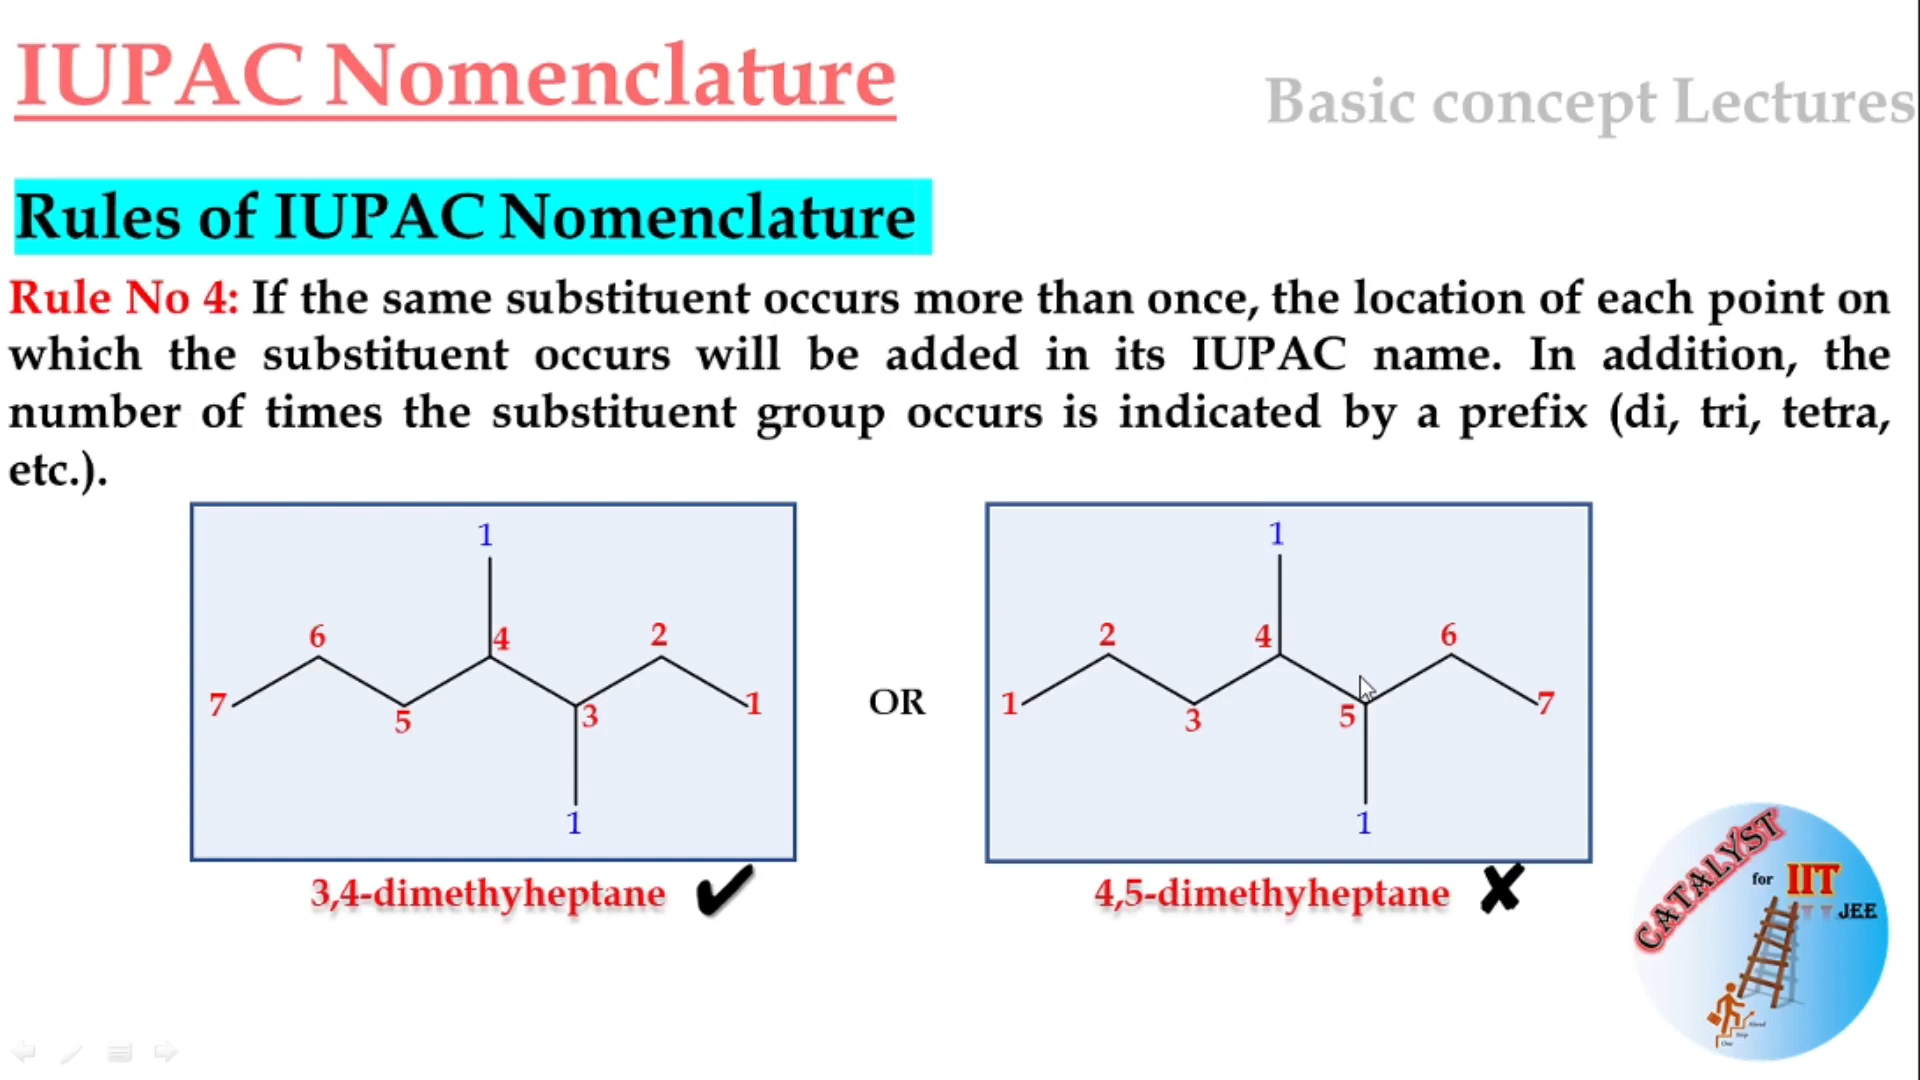 IUPAC Nomenclature
Basic concept Lectures
Rules of IUPAC Nomenclature
Rule No 4: If the same substituent occurs more than once, the location of each point on
which the substituent occurs will be added in its IUPAC name. In addition, the
number of times the substituent group occurs is indicated by a prefix (di, tri, tetra,
etc.).
1
6 4 2
7 5 3 1
1
OR
1
2 4 6
1 3 5 7
1
3,4-dimethyheptane ✔
4,5-dimethyheptane ✘
CATALYST
for IIT
JEE
One
Step
Ahead